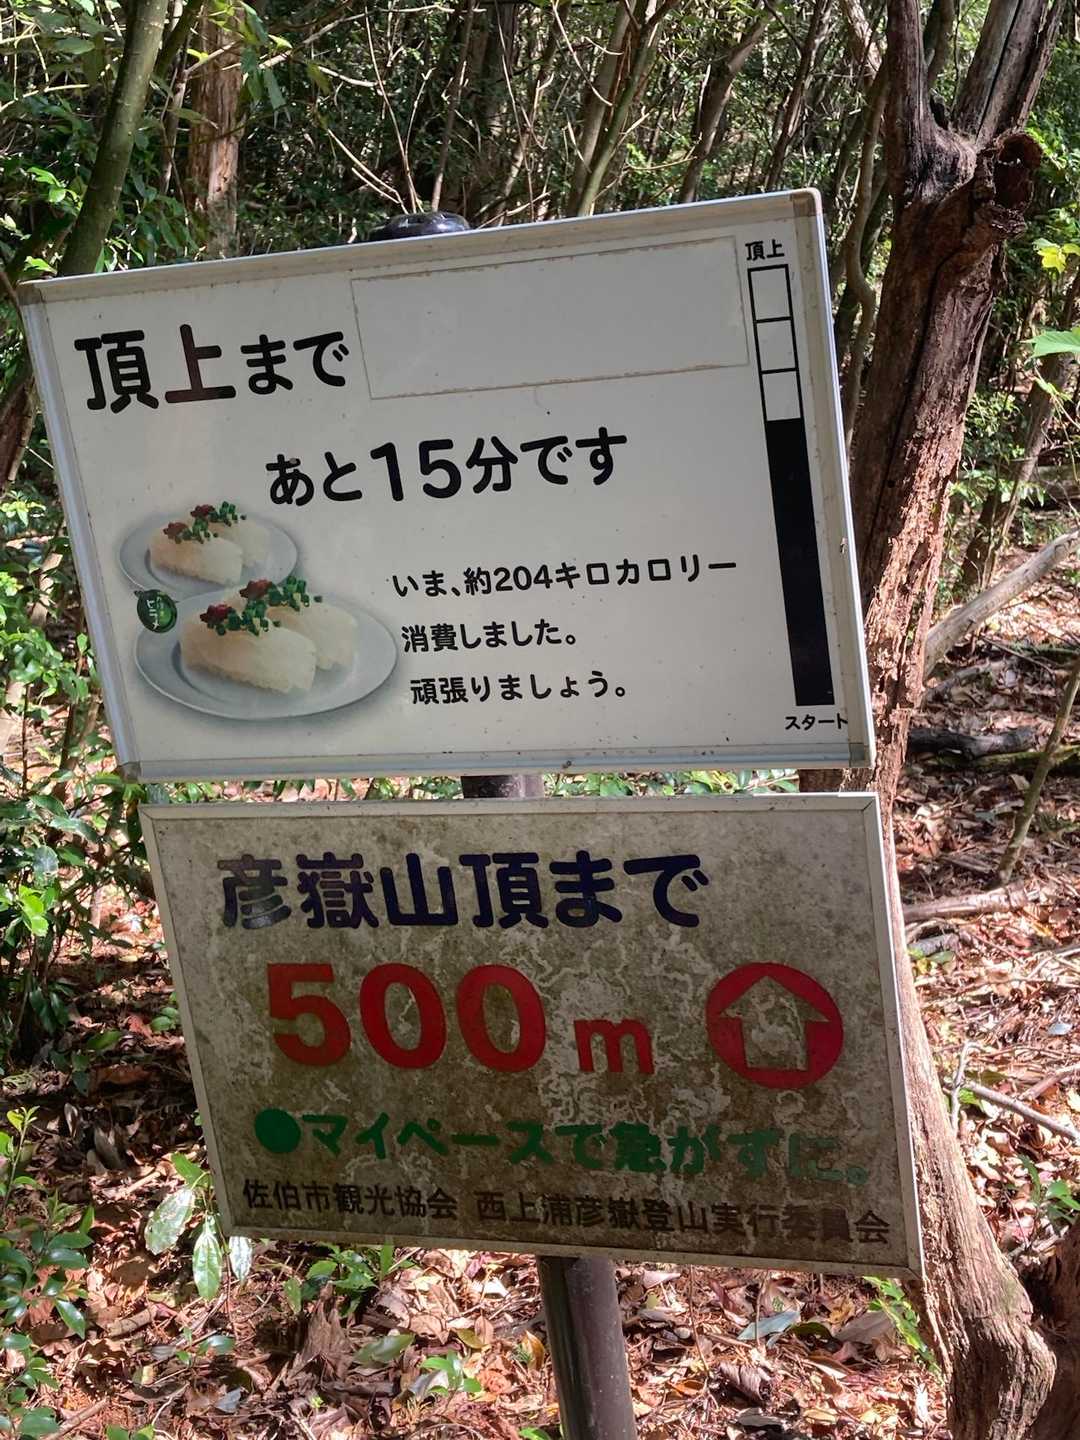 頂上
頂上まで
あと15分です
いま、約204キロカロリー
消費しました。
頑張りましょう。
スタート
彦嶽山頂まで
500m
●マイペースで急がずに。
佐伯市観光協会 西上浦彦嶽登山実行委員会